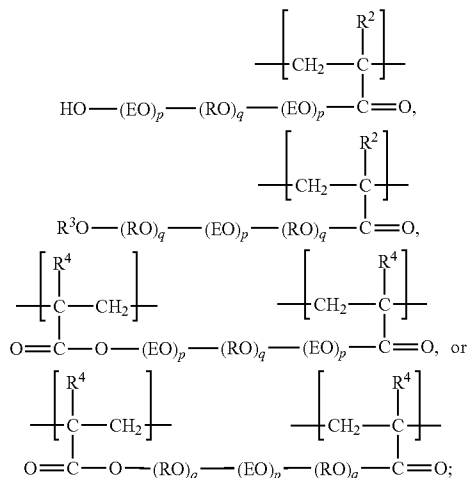 R²
CH₂—C
HO—(EO)ₚ—(RO)q—(EO)ₚ C=O,
R²
CH₂—C
R³O—(RO)q—(EO)ₚ—(RO)q C=O,
R⁴ R⁴
C—CH₂ CH₂—C
O=C—O—(EO)ₚ—(RO)q—(EO)ₚ C=O, or
R⁴ R⁴
C—CH₂ CH₂—C
O=C—O—(RO)q—(EO)ₚ—(RO)q C=O;